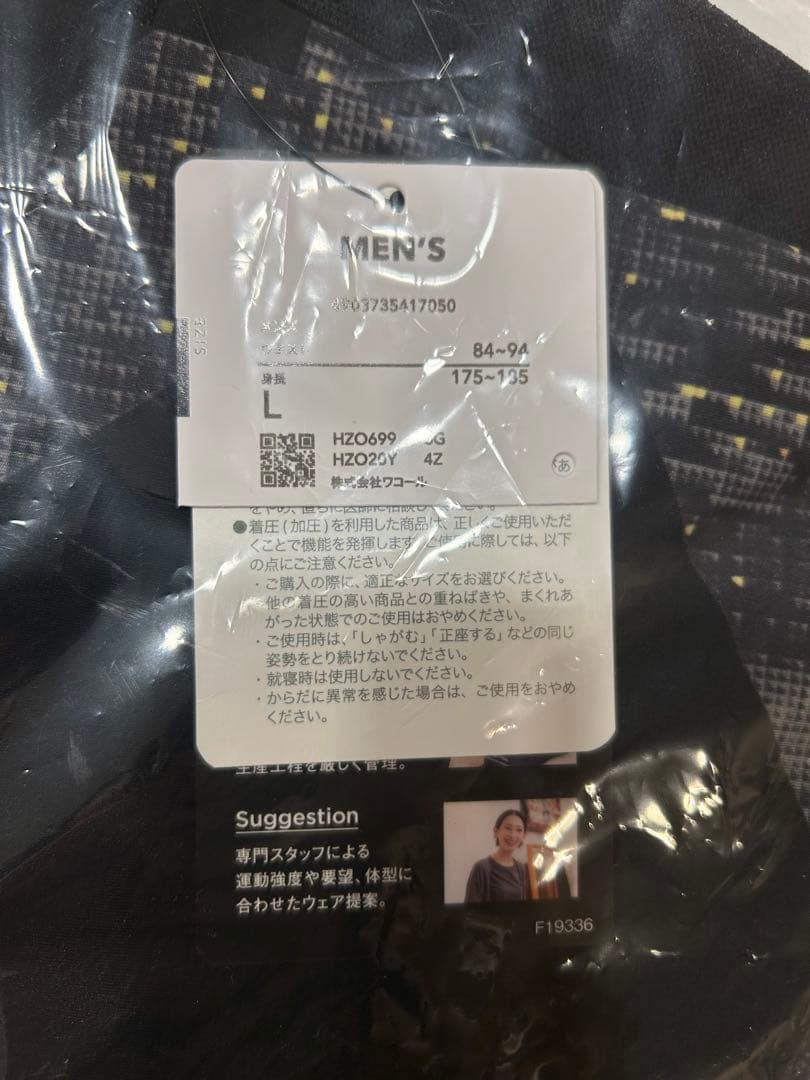 MEN'S
03735417050
84~94
身長 175~185
L
HZO699
HZO20Y 4Z
株式会社ワコール
あ
●着圧(加圧)を利用した商品は、正しくご使用いただ
くことで機能を発揮します。ご使用に際しては、以下
の点にご注意ください。
・ご購入の際に、適正なサイズをお選びください。
他の着圧の高い商品との重ねばきや、まくれあ
がった状態でのご使用はおやめください。
・ご使用時は、「しゃがむ」「正座する」などの同じ
姿勢をとり続けないでください。
・就寝時は使用しないでください。
・からだに異常を感じた場合は、ご使用をおやめ
ください。
生産工程を厳しく管理。
Suggestion
専門スタッフによる
運動強度や要望、体型に
合わせたウェア提案。
F19336